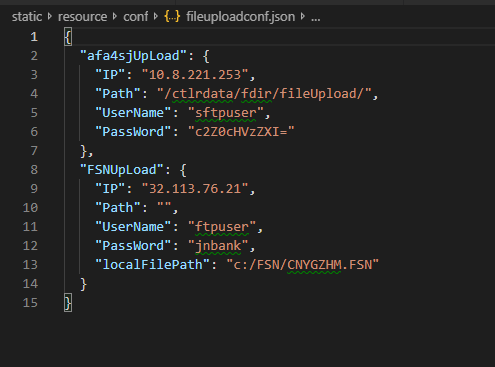 static > resource > conf > {..} fileuploadconf.json > ...
1 {
2 "afa4sjUpLoad": {
3 "IP": "10.8.221.253",
4 "Path": "/ctlrdata/fdir/fileUpload/",
5 "UserName": "sftpuser",
6 "PassWord": "c2Z0cHVzZXI="
7 },
8 "FSNUpLoad": {
9 "IP": "32.113.76.21",
10 "Path": "",
11 "UserName": "ftpuser",
12 "PassWord": "jnbank",
13 "localFilePath": "c:/FSN/CNYGZHM.FSN"
14 }
15 }